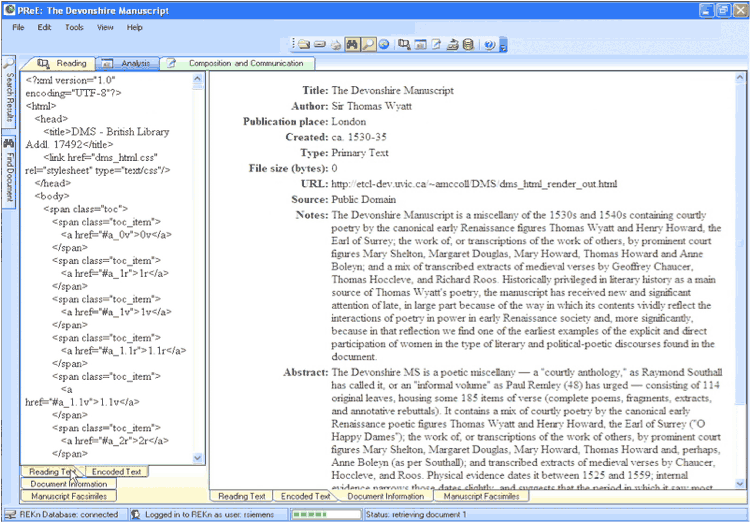 PReE: The Devonshire Manuscript
File Edit Tools View Help
Reading Analysis Composition and Communication
Search Results
Find Document
<?xml version="1.0"
encoding="UTF-8"?>
<html>
<head>
<title>DMS - British Library
Addl. 17492</title>
<link href="dms_html.css"
rel="stylesheet" type="text/css"/>
</head>
<body>
<span class="toc">
<span class="toc_item">
<a href="#a_0v">0v</a>
</span>
<span class="toc_item">
<a href="#a_1r">1r</a>
</span>
<span class="toc_item">
<a href="#a_1v">1v</a>
</span>
<span class="toc_item">
<a href="#a_1.1r">1.1r</a>
</span>
<span class="toc_item">
<a
href="#a_1.1v">1.1v</a>
</span>
<span class="toc_item">
<a href="#a_2r">2r</a>
</span>
Reading Text Encoded Text
Document Information
Manuscript Facsimiles
Title: The Devonshire Manuscript
Author: Sir Thomas Wyatt
Publication place: London
Created: ca. 1530-35
Type: Primary Text
File size (bytes): 0
URL: http://etcl-dev.uvic.ca/~amccoll/DMS/dms_html_render_out.html
Source: Public Domain
Notes: The Devonshire Manuscript is a miscellany of the 1530s and 1540s containing courtly
poetry by the canonical early Renaissance figures Thomas Wyatt and Henry Howard, the
Earl of Surrey; the work of, or transcriptions of the work of others, by prominent court
figures Mary Shelton, Margaret Douglas, Mary Howard, Thomas Howard and Anne
Boleyn; and a mix of transcribed extracts of medieval verses by Geoffrey Chaucer,
Thomas Hoccleve, and Richard Roos. Historically privileged in literary history as a main
source of Thomas Wyatt's poetry, the manuscript has received new and significant
attention of late, in large part because of the way in which its contents vividly reflect the
interactions of poetry in power in early Renaissance society and, more significantly,
because in that reflection we find one of the earliest examples of the explicit and direct
participation of women in the type of literary and political-poetic discourses found in the
document.
Abstract: The Devonshire MS is a poetic miscellany — a "courtly anthology," as Raymond Southall
has called it, or an "informal volume" as Paul Remley (48) has urged — consisting of 114
original leaves, housing some 185 items of verse (complete poems, fragments, extracts,
and annotative rebuttals). It contains a mix of courtly poetry by the canonical early
Renaissance poetic figures Thomas Wyatt and Henry Howard, the Earl of Surrey ("O
Happy Dames"); the work of, or transcriptions of the work of others, by prominent court
figures Mary Shelton, Margaret Douglas, Mary Howard, Thomas Howard and, perhaps,
Anne Boleyn (as per Southall); and transcribed extracts of medieval verses by Chaucer,
Hoccleve, and Roos. Physical evidence dates it between 1525 and 1559; internal
evidence narrows those dates slightly, and suggests that the period in which it saw most
Reading Text Encoded Text Document Information Manuscript Facsimiles
REKn Database: connected Logged in to REKn as user: rsiemens Status: retrieving document 1